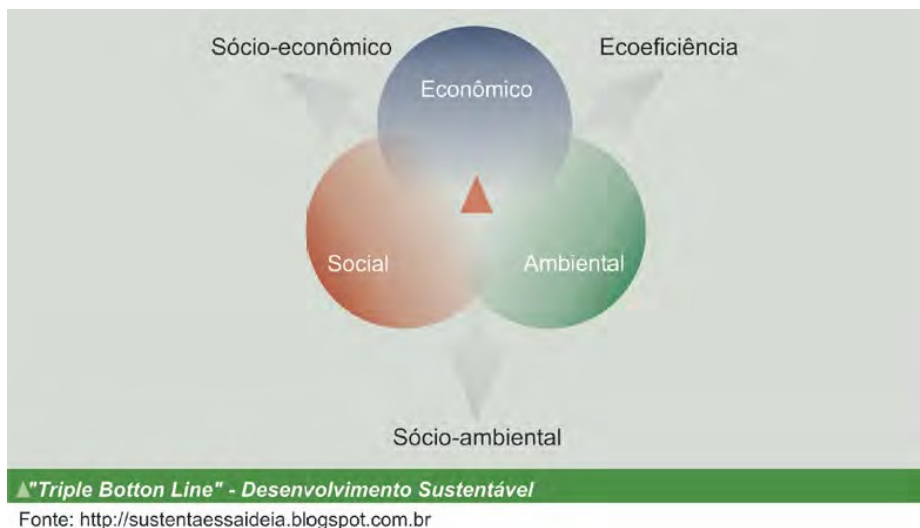 Sócio-econômico
Ecoeficiência
Econômico
Social
Ambiental
Sócio-ambiental
"Triple Botton Line" - Desenvolvimento Sustentável
Fonte: http://sustentaessaideia.blogspot.com.br